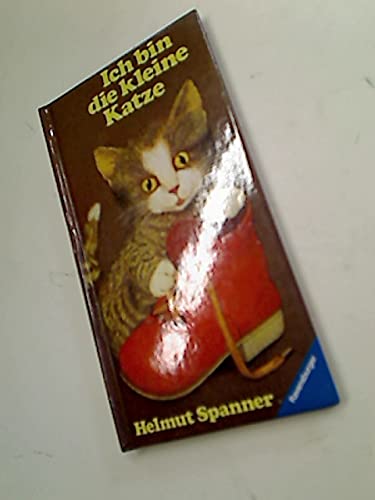 Ich bin
die kleine
Katze
Helmut Spanner
Ravensburger